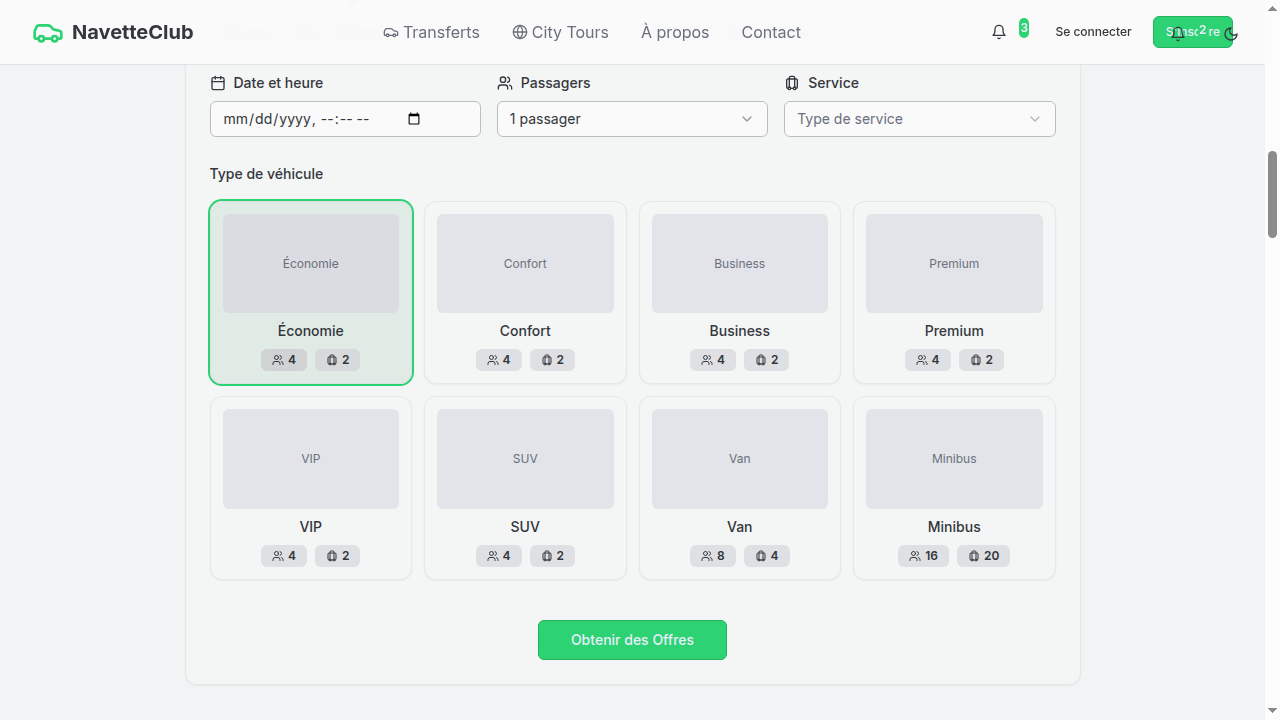 NavetteClub
Transferts
City Tours
À propos
Contact
3
Se connecter
2
Date et heure
Passagers
Service
mm/dd/yyyy, --:-- --
1 passager
Type de service
Type de véhicule
Économie
Confort
Business
Premium
Économie
Confort
Business
Premium
4 2
4 2
4 2
4 2
VIP
SUV
Van
Minibus
VIP
SUV
Van
Minibus
4 2
4 2
8 4
16 20
Obtenir des Offres